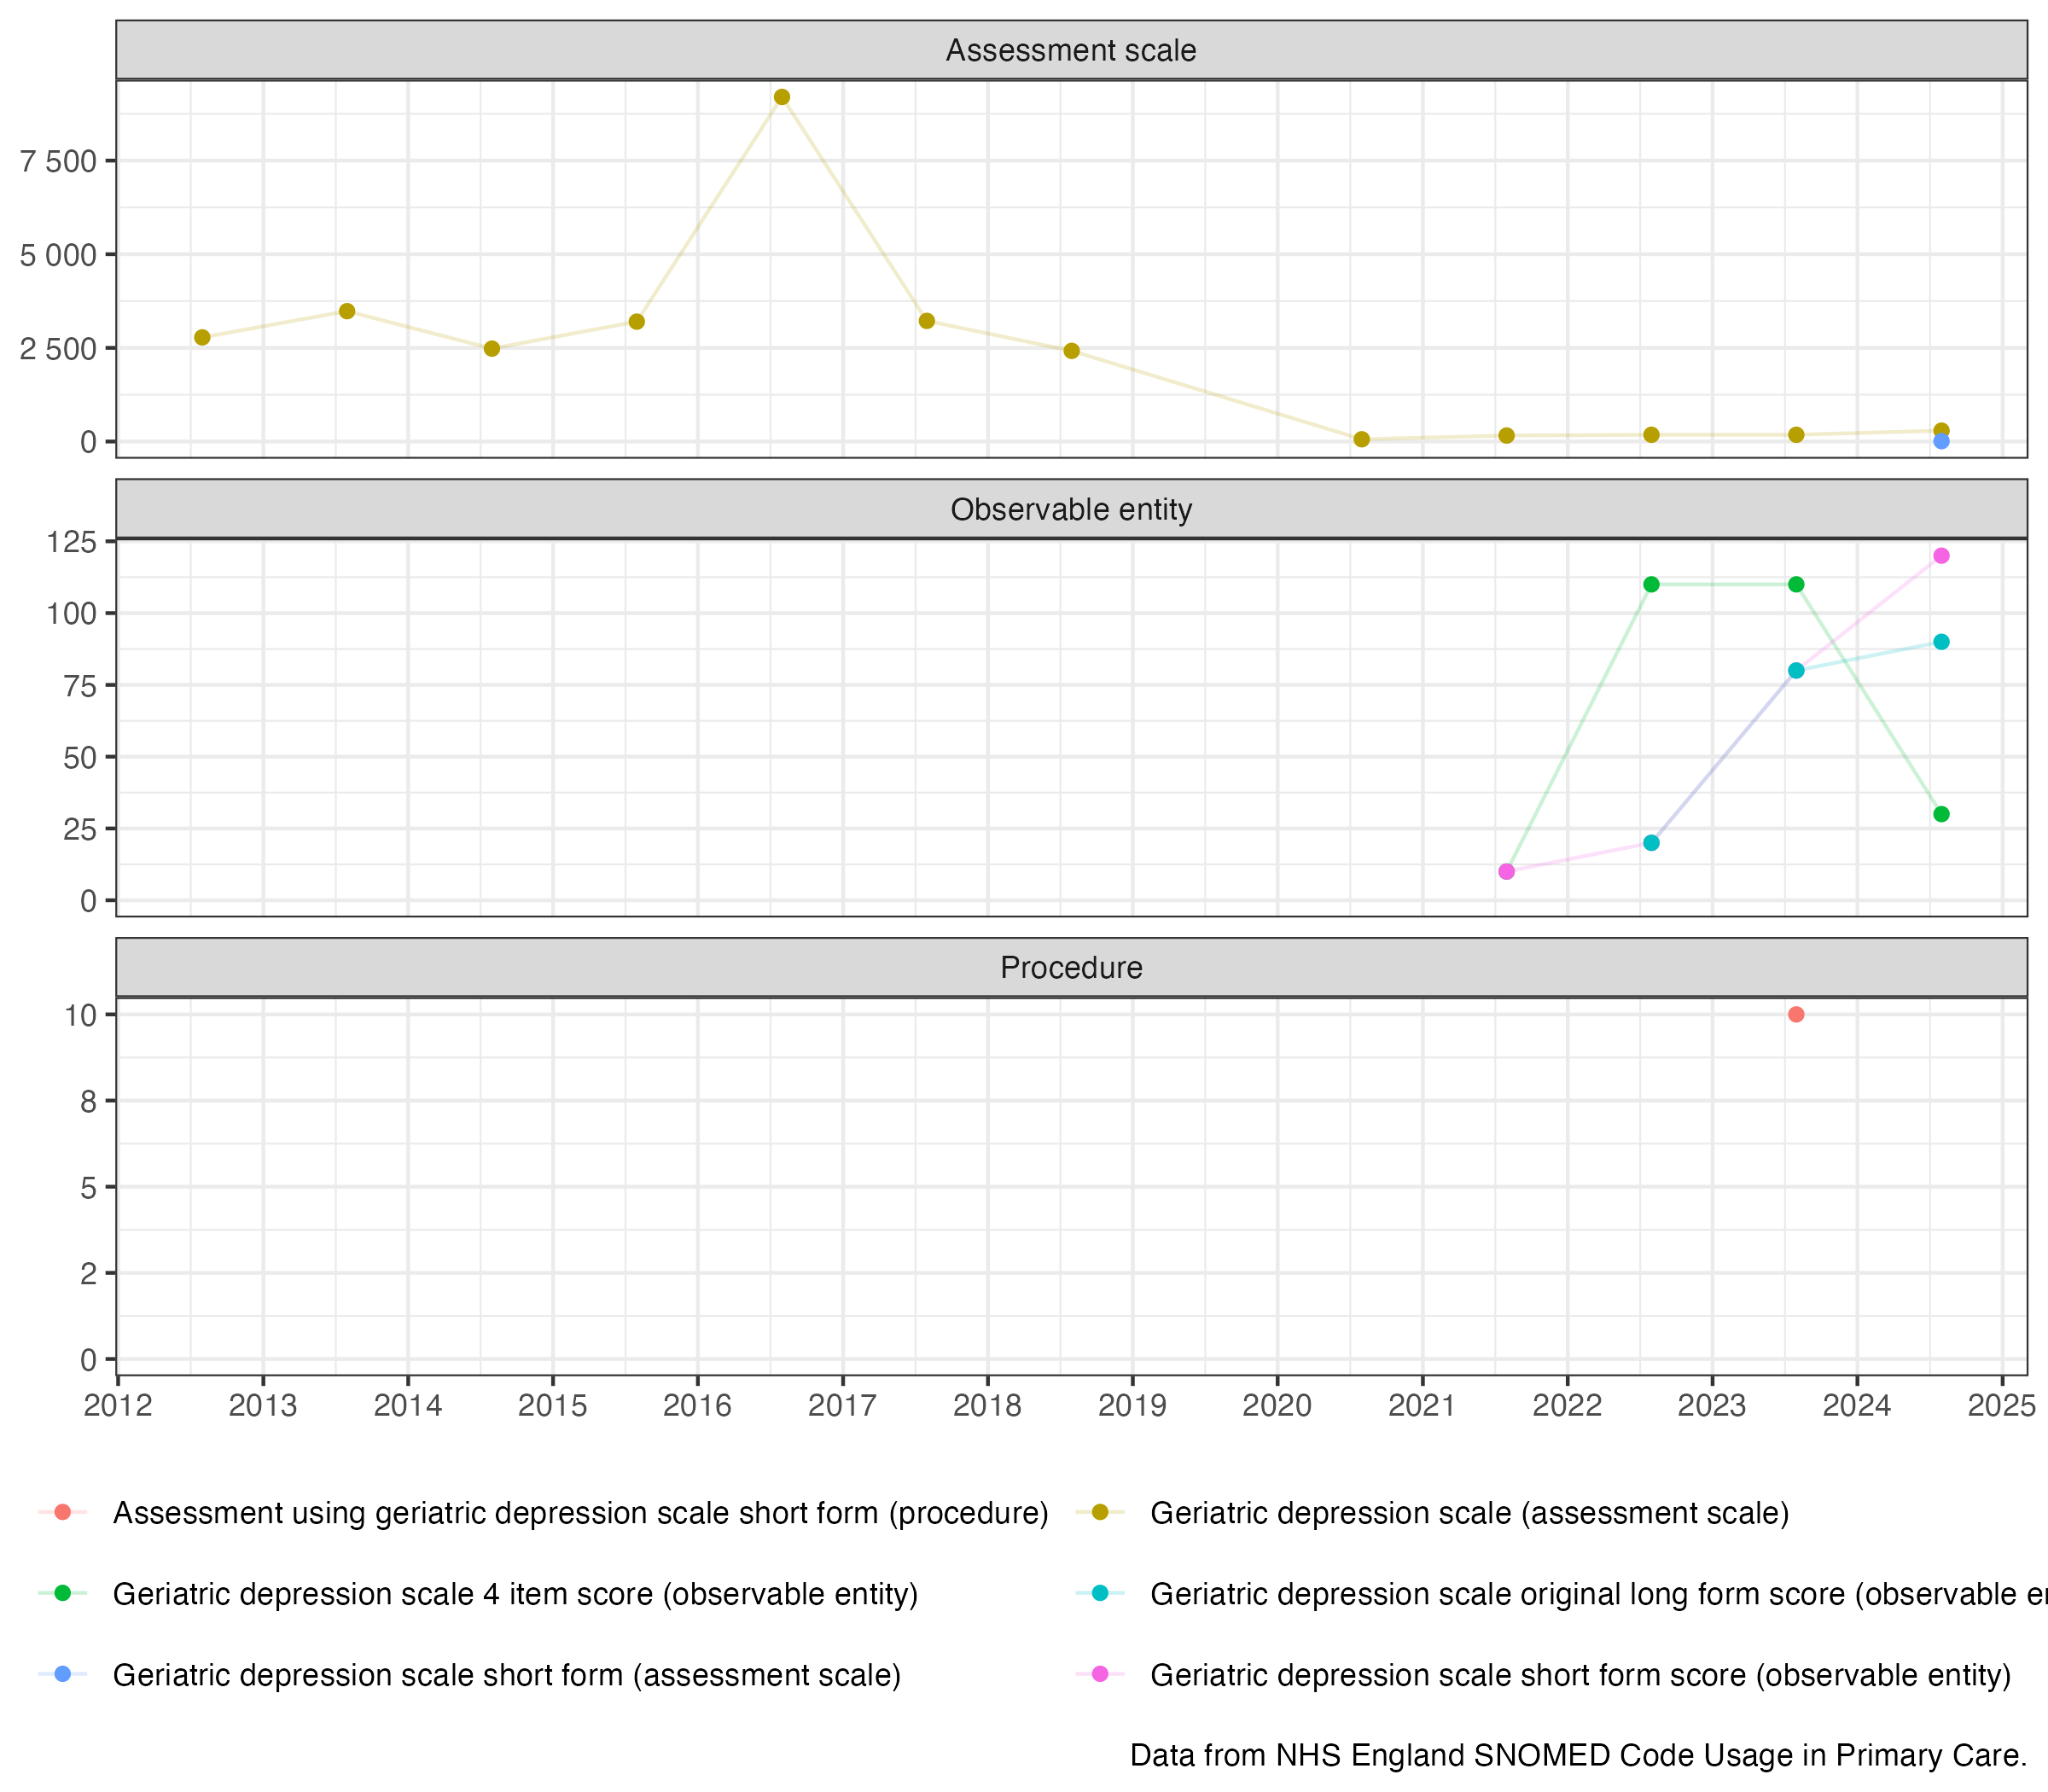 Assessment scale
7 500
5 000
2 500
0
Observable entity
125
100
75
50
25
0
Procedure
10
8
5
2
0
2012 2013 2014 2015 2016 2017 2018 2019 2020 2021 2022 2023 2024 2025
Assessment using geriatric depression scale short form (procedure) Geriatric depression scale (assessment scale)
Geriatric depression scale 4 item score (observable entity) Geriatric depression scale original long form score (observable
Geriatric depression scale short form (assessment scale) Geriatric depression scale short form score (observable entity)
Data from NHS England SNOMED Code Usage in Primary Care.